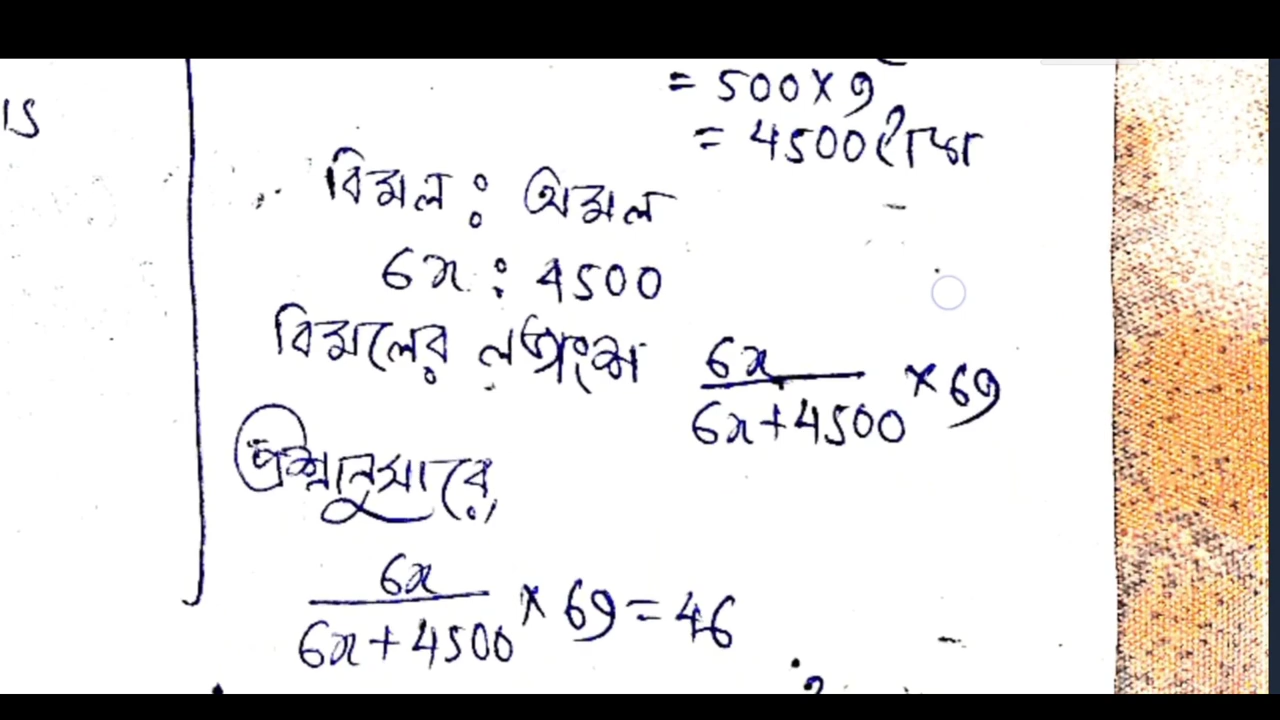 = 500 × 9
= 4500 টাকা
is
বিমল : অমল
6x : 4500
বিমলের লভ্যাংশ 6x/6x+4500 × 69
প্রশ্নানুসারে,
6x/6x+4500 × 69 = 46